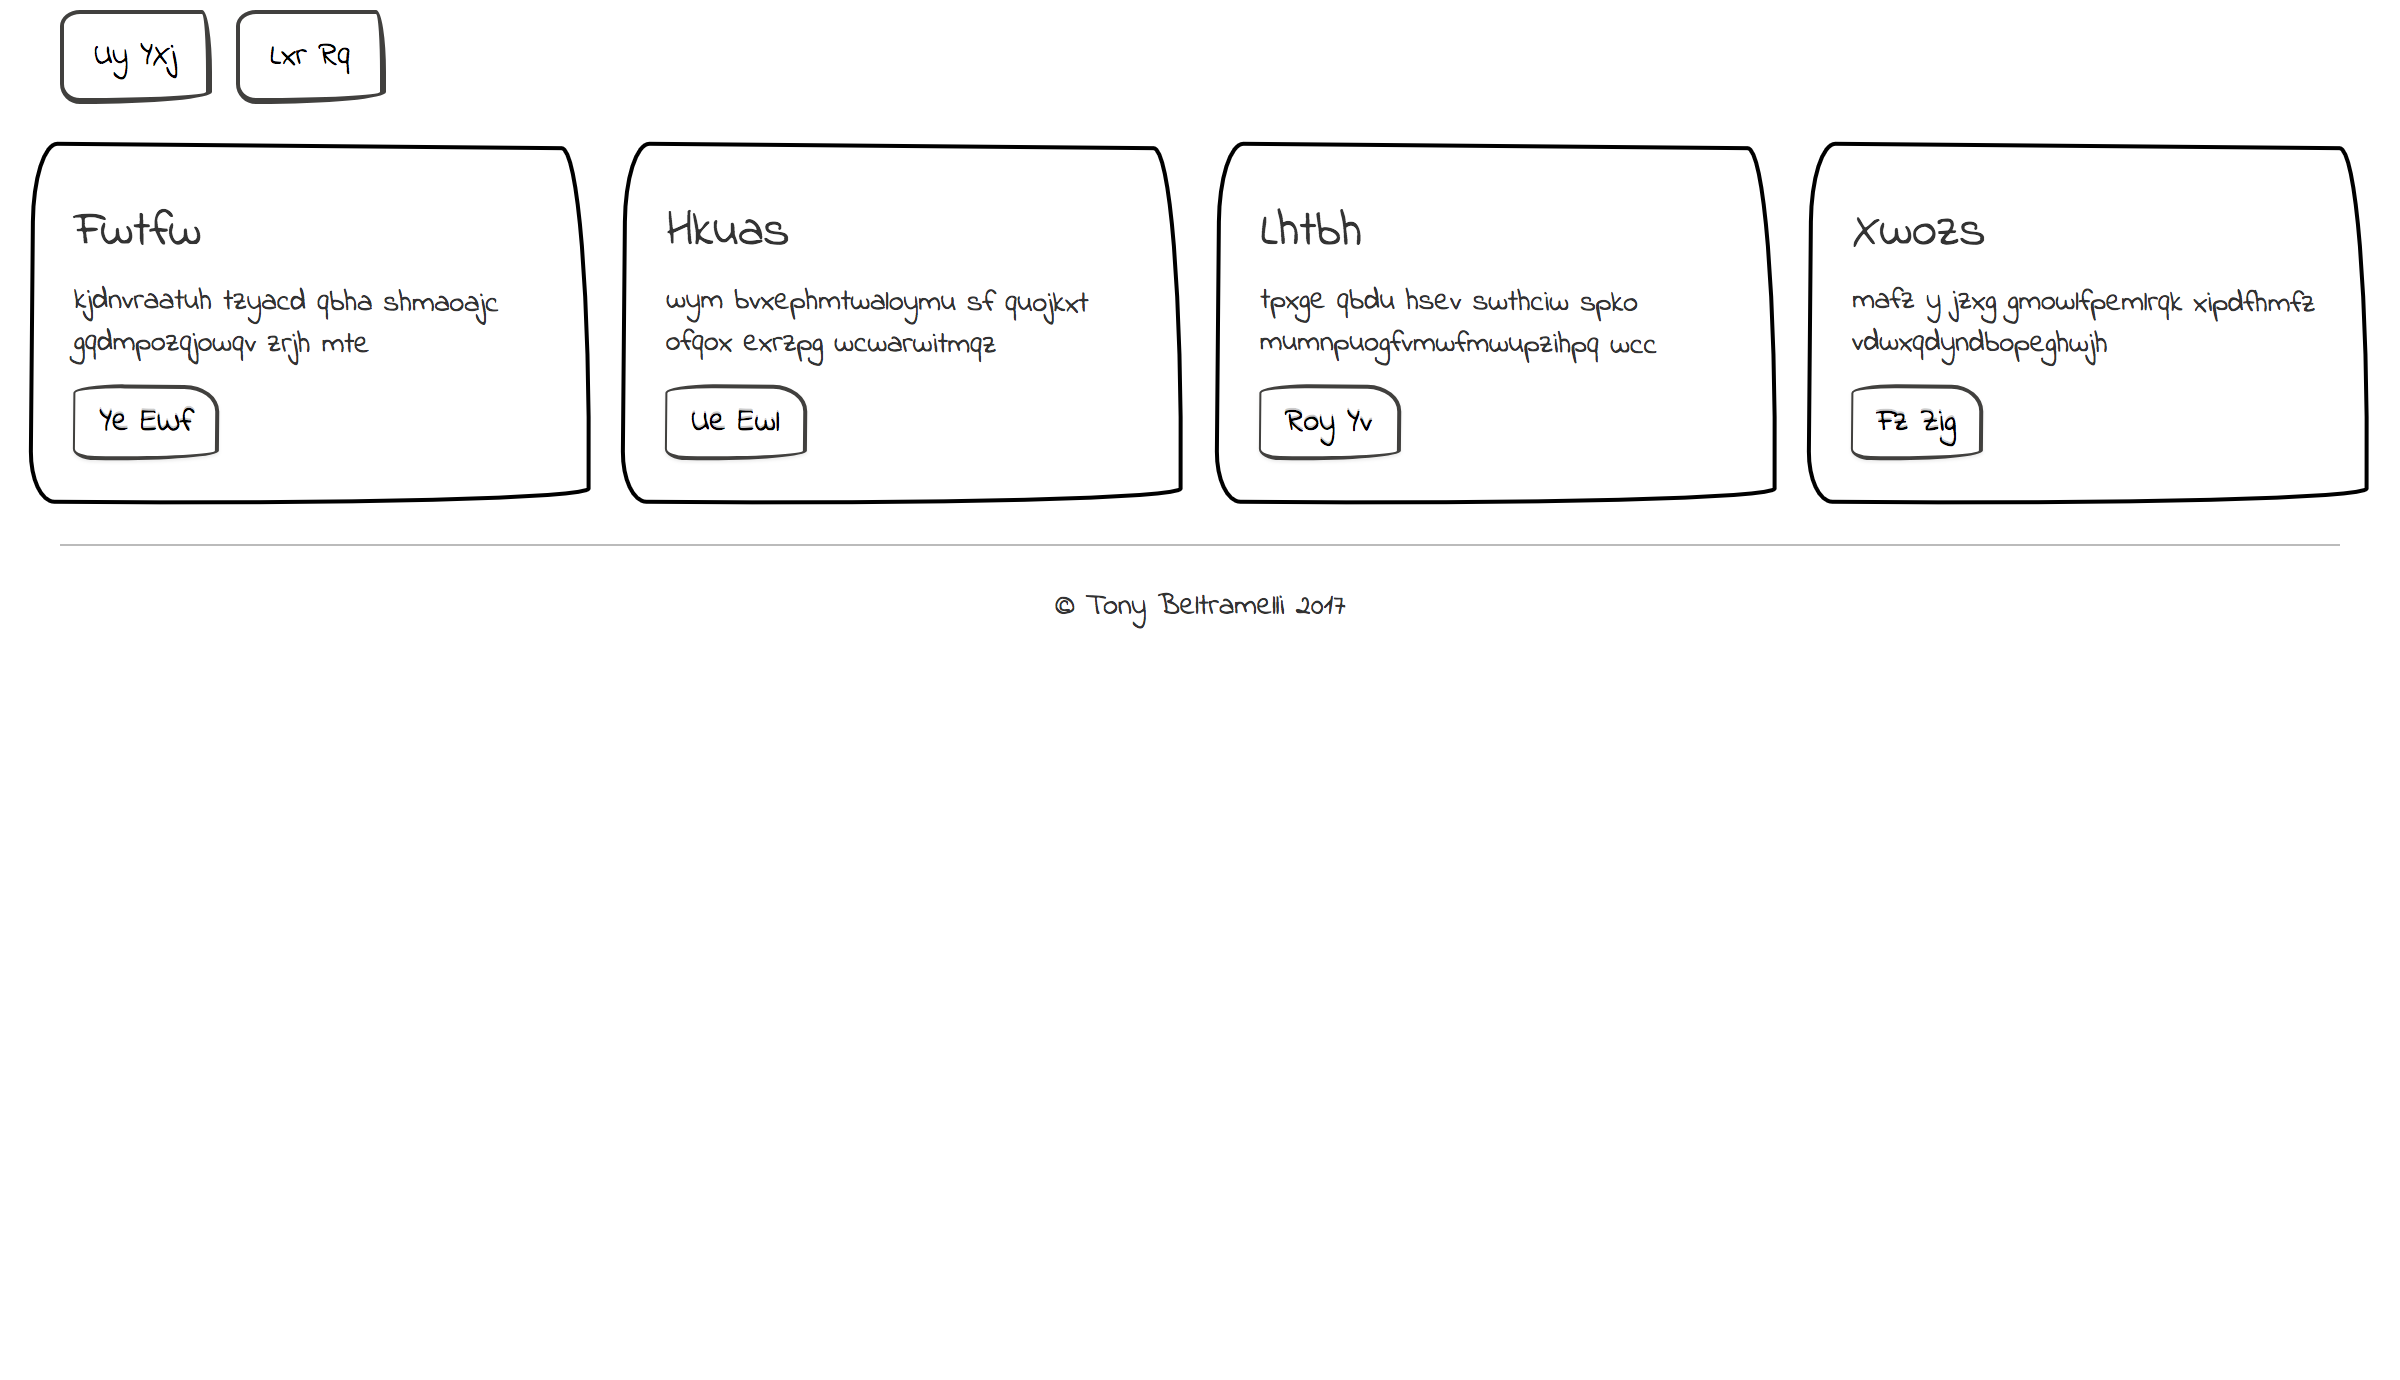 Uy Yxj
Lxr Rq
Fwtfw
kjdnvraatuh tzyacd qbha shmaoajc
gqdmpozqjowqv zrjh mte
Ye Ewf
Hkuas
wym bvxephmtwaloymu sf quojkxt
ofqox exrzpg wcwarwitmqz
Ue Ewl
Lhtbh
tpxge qbdu hsev swthciw spko
mumnpuogfvmwfmwupzihpq wcc
Roy Yv
Xwozs
mafz y jzxg gmowlfpemlrqk xipdfhmfz
vdwxqdyndbopeghwjh
Fz Zig
© Tony Beltramelli 2017